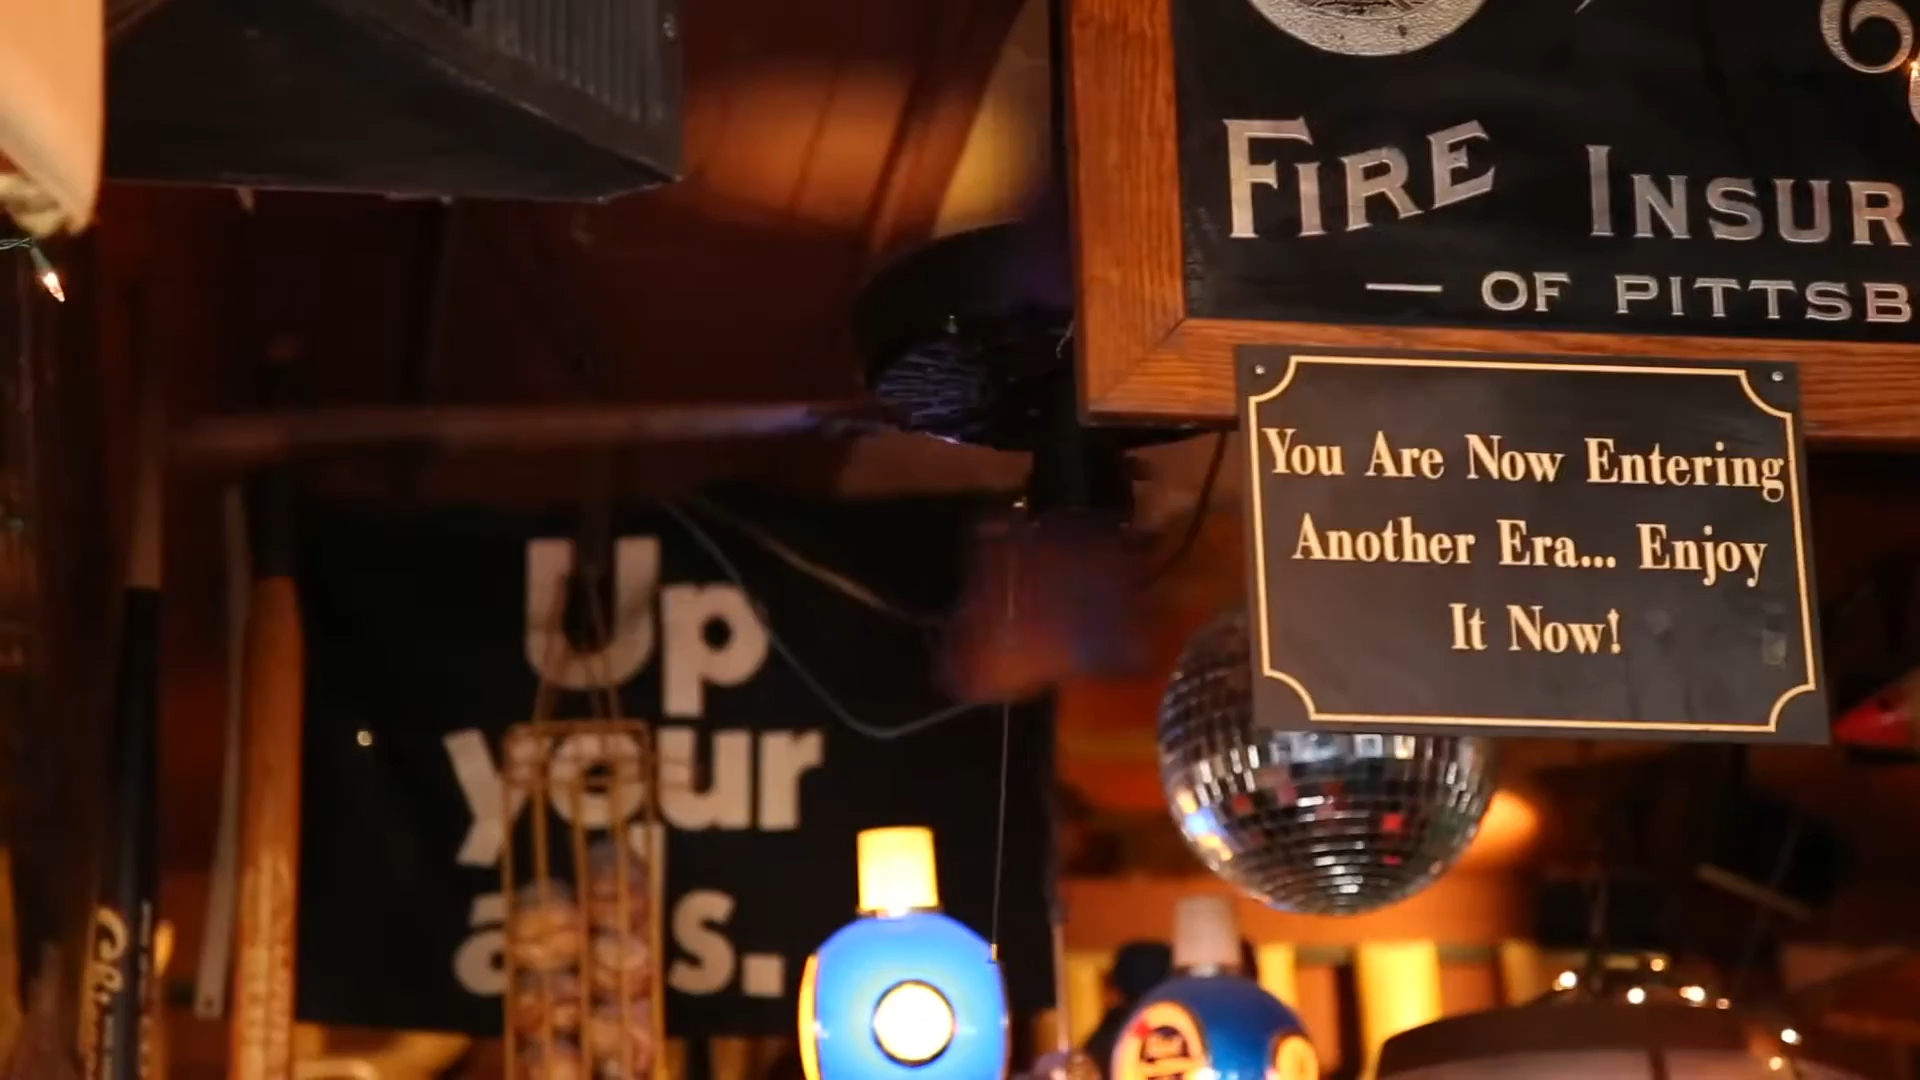 Fire Insur
— OF PITTSB
You Are Now Entering
Another Era... Enjoy
It Now!
Up
your